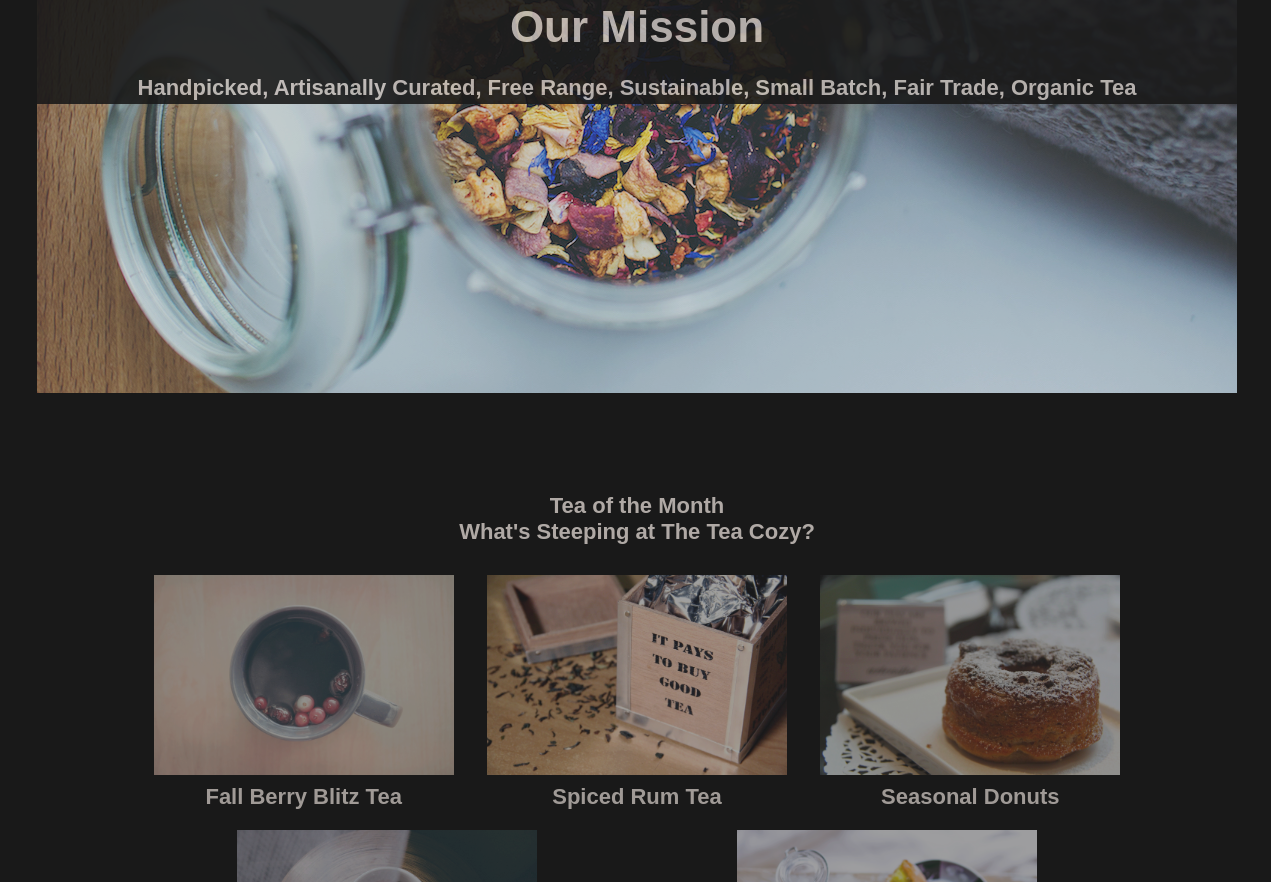 Our Mission
Handpicked, Artisanally Curated, Free Range, Sustainable, Small Batch, Fair Trade, Organic Tea
Tea of the Month
What's Steeping at The Tea Cozy?
IT PAYS
TO BUY
GOOD
TEA
Fall Berry Blitz Tea
Spiced Rum Tea
Seasonal Donuts